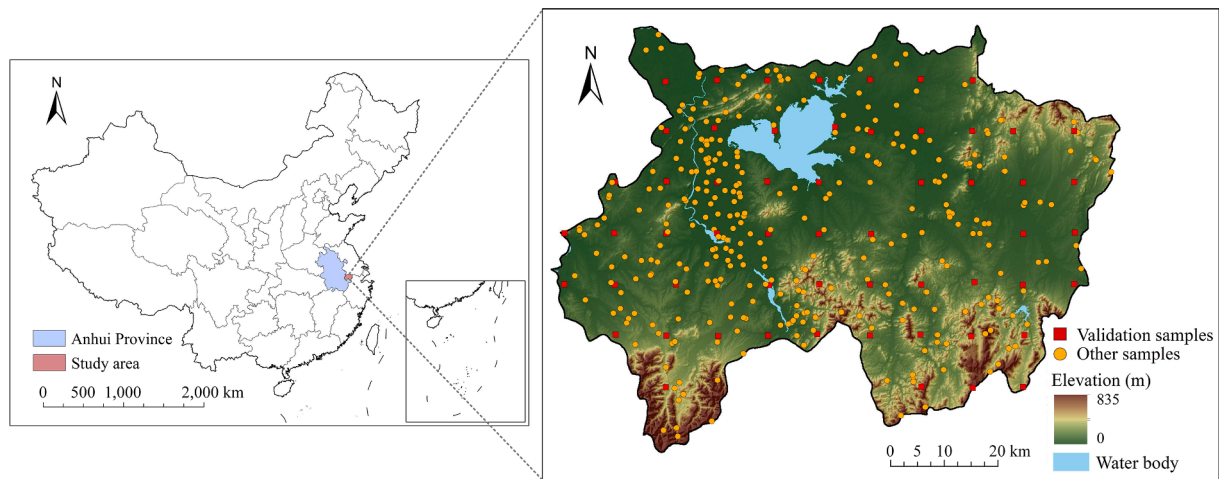 N
Anhui Province
Study area
0 500 1,000 2,000 km
N
Validation samples
Other samples
Elevation (m)
835
0
Water body
0 5 10 20 km